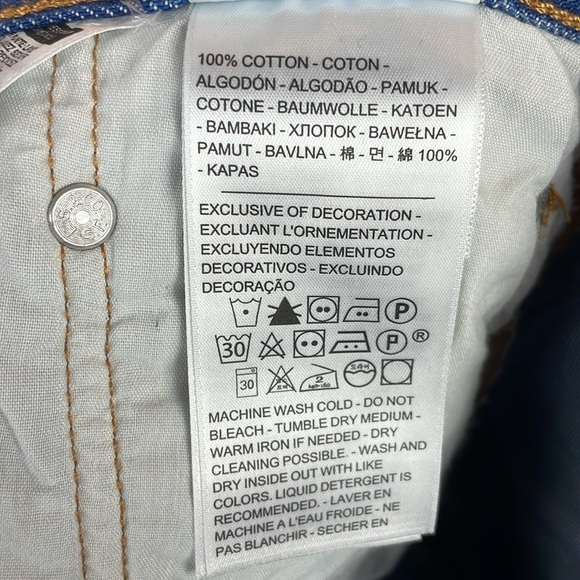 100% COTTON - COTON -
ALGODÓN - ALGODÃO - PAMUK -
COTONE - BAUMWOLLE - KATOEN
- BAMBAKI - ХЛОПОК - BAWEŁNA -
PAMUT - BAVLNA - 棉 - 면 - 綿 100%
- KAPAS
EXCLUSIVE OF DECORATION -
EXCLUANT L'ORNEMENTATION -
EXCLUYENDO ELEMENTOS
DECORATIVOS - EXCLUINDO
DECORAÇÃO
P
30 P ®
30 2
MACHINE WASH COLD - DO NOT
BLEACH - TUMBLE DRY MEDIUM -
WARM IRON IF NEEDED - DRY
CLEANING POSSIBLE. - WASH AND
DRY INSIDE OUT WITH LIKE
COLORS. LIQUID DETERGENT IS
RECOMMENDED. - LAVER EN
MACHINE A L'EAU FROIDE - NE
PAS BLANCHIR - SECHER EN